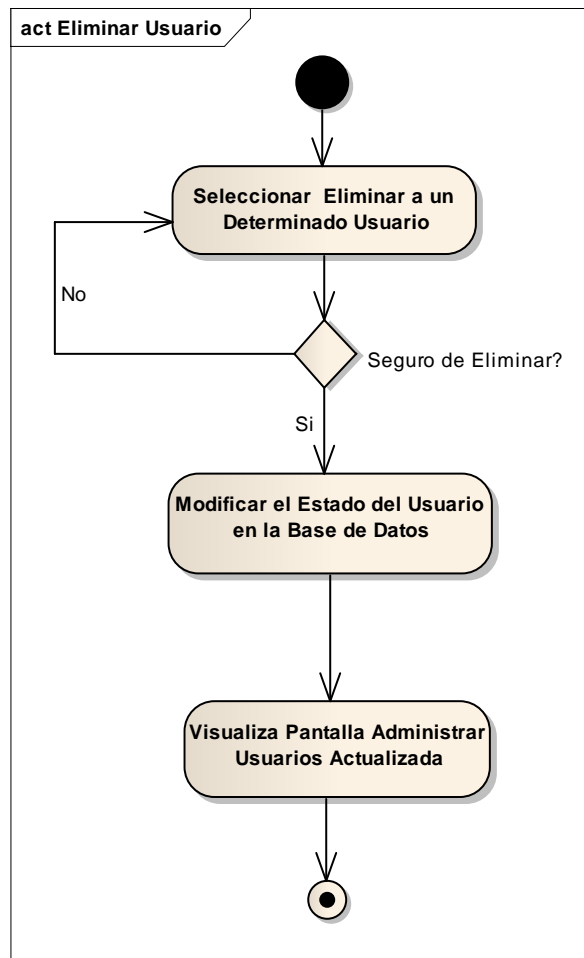 act Eliminar Usuario
Seleccionar Eliminar a un
Determinado Usuario
No
Seguro de Eliminar?
Si
Modificar el Estado del Usuario
en la Base de Datos
Visualiza Pantalla Administrar
Usuarios Actualizada